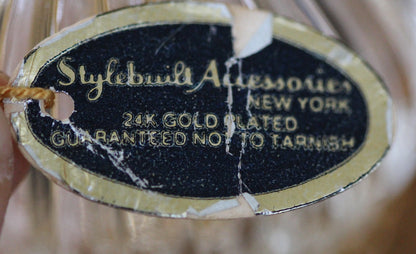 Stylebuilt Accessories
NEW YORK
24K GOLD PLATED
GUARANTEED NOT TO TARNISH